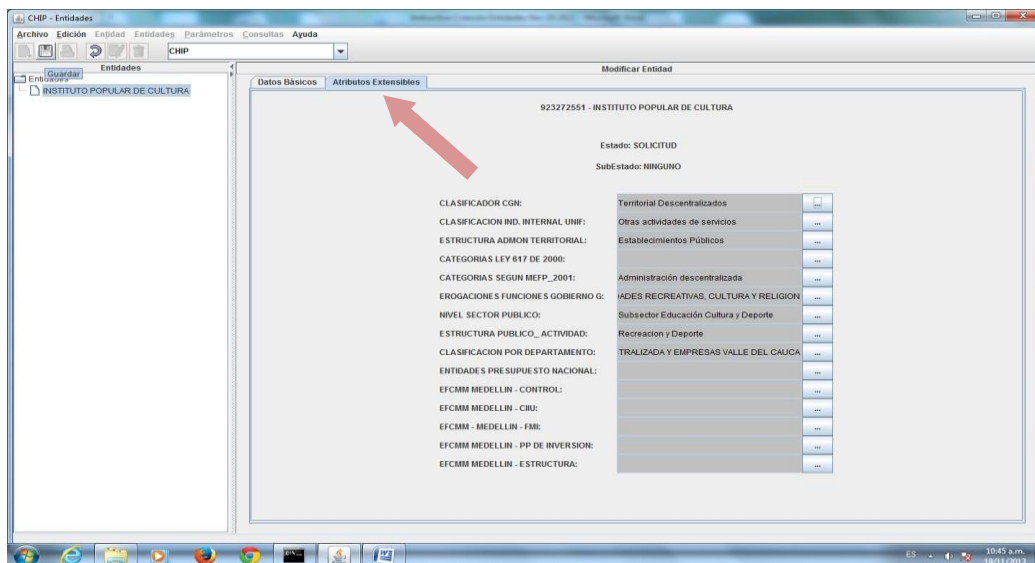 CHIP - Entidades
Archivo Edición Entidad Entidades Parámetros Consultas Ayuda
CHIP
Entidades
Modificar Entidad
Guardar
Entidades
INSTITUTO POPULAR DE CULTURA
Datos Básicos Atributos Extensibles
923272551 - INSTITUTO POPULAR DE CULTURA
Estado: SOLICITUD
SubEstado: NINGUNO
CLASIFICADOR CGN: Territorial Descentralizados ...
CLASIFICACION IND. INTERNAL UNIF: Otras actividades de servicios ...
ESTRUCTURA ADMON TERRITORIAL: Establecimientos Públicos ...
CATEGORIAS LEY 617 DE 2000: ...
CATEGORIAS SEGUN MEFP_2001: Administración descentralizada ...
EROGACIONES FUNCIONES GOBIERNO G: ADES RECREATIVAS, CULTURA Y RELIGION ...
NIVEL SECTOR PUBLICO: Subsector Educación Cultura y Deporte ...
ESTRUCTURA PUBLICO_ ACTIVIDAD: Recreacion y Deporte ...
CLASIFICACION POR DEPARTAMENTO: TRALIZADA Y EMPRESAS VALLE DEL CAUCA ...
ENTIDADES PRESUPUESTO NACIONAL: ...
EFCMM MEDELLIN - CONTROL: ...
EFCMM MEDELLIN - CIIU: ...
EFCMM - MEDELLIN - FMI: ...
EFCMM MEDELLIN - PP DE INVERSION: ...
EFCMM MEDELLIN - ESTRUCTURA: ...
ES
10:45 a.m.
19/11/2013